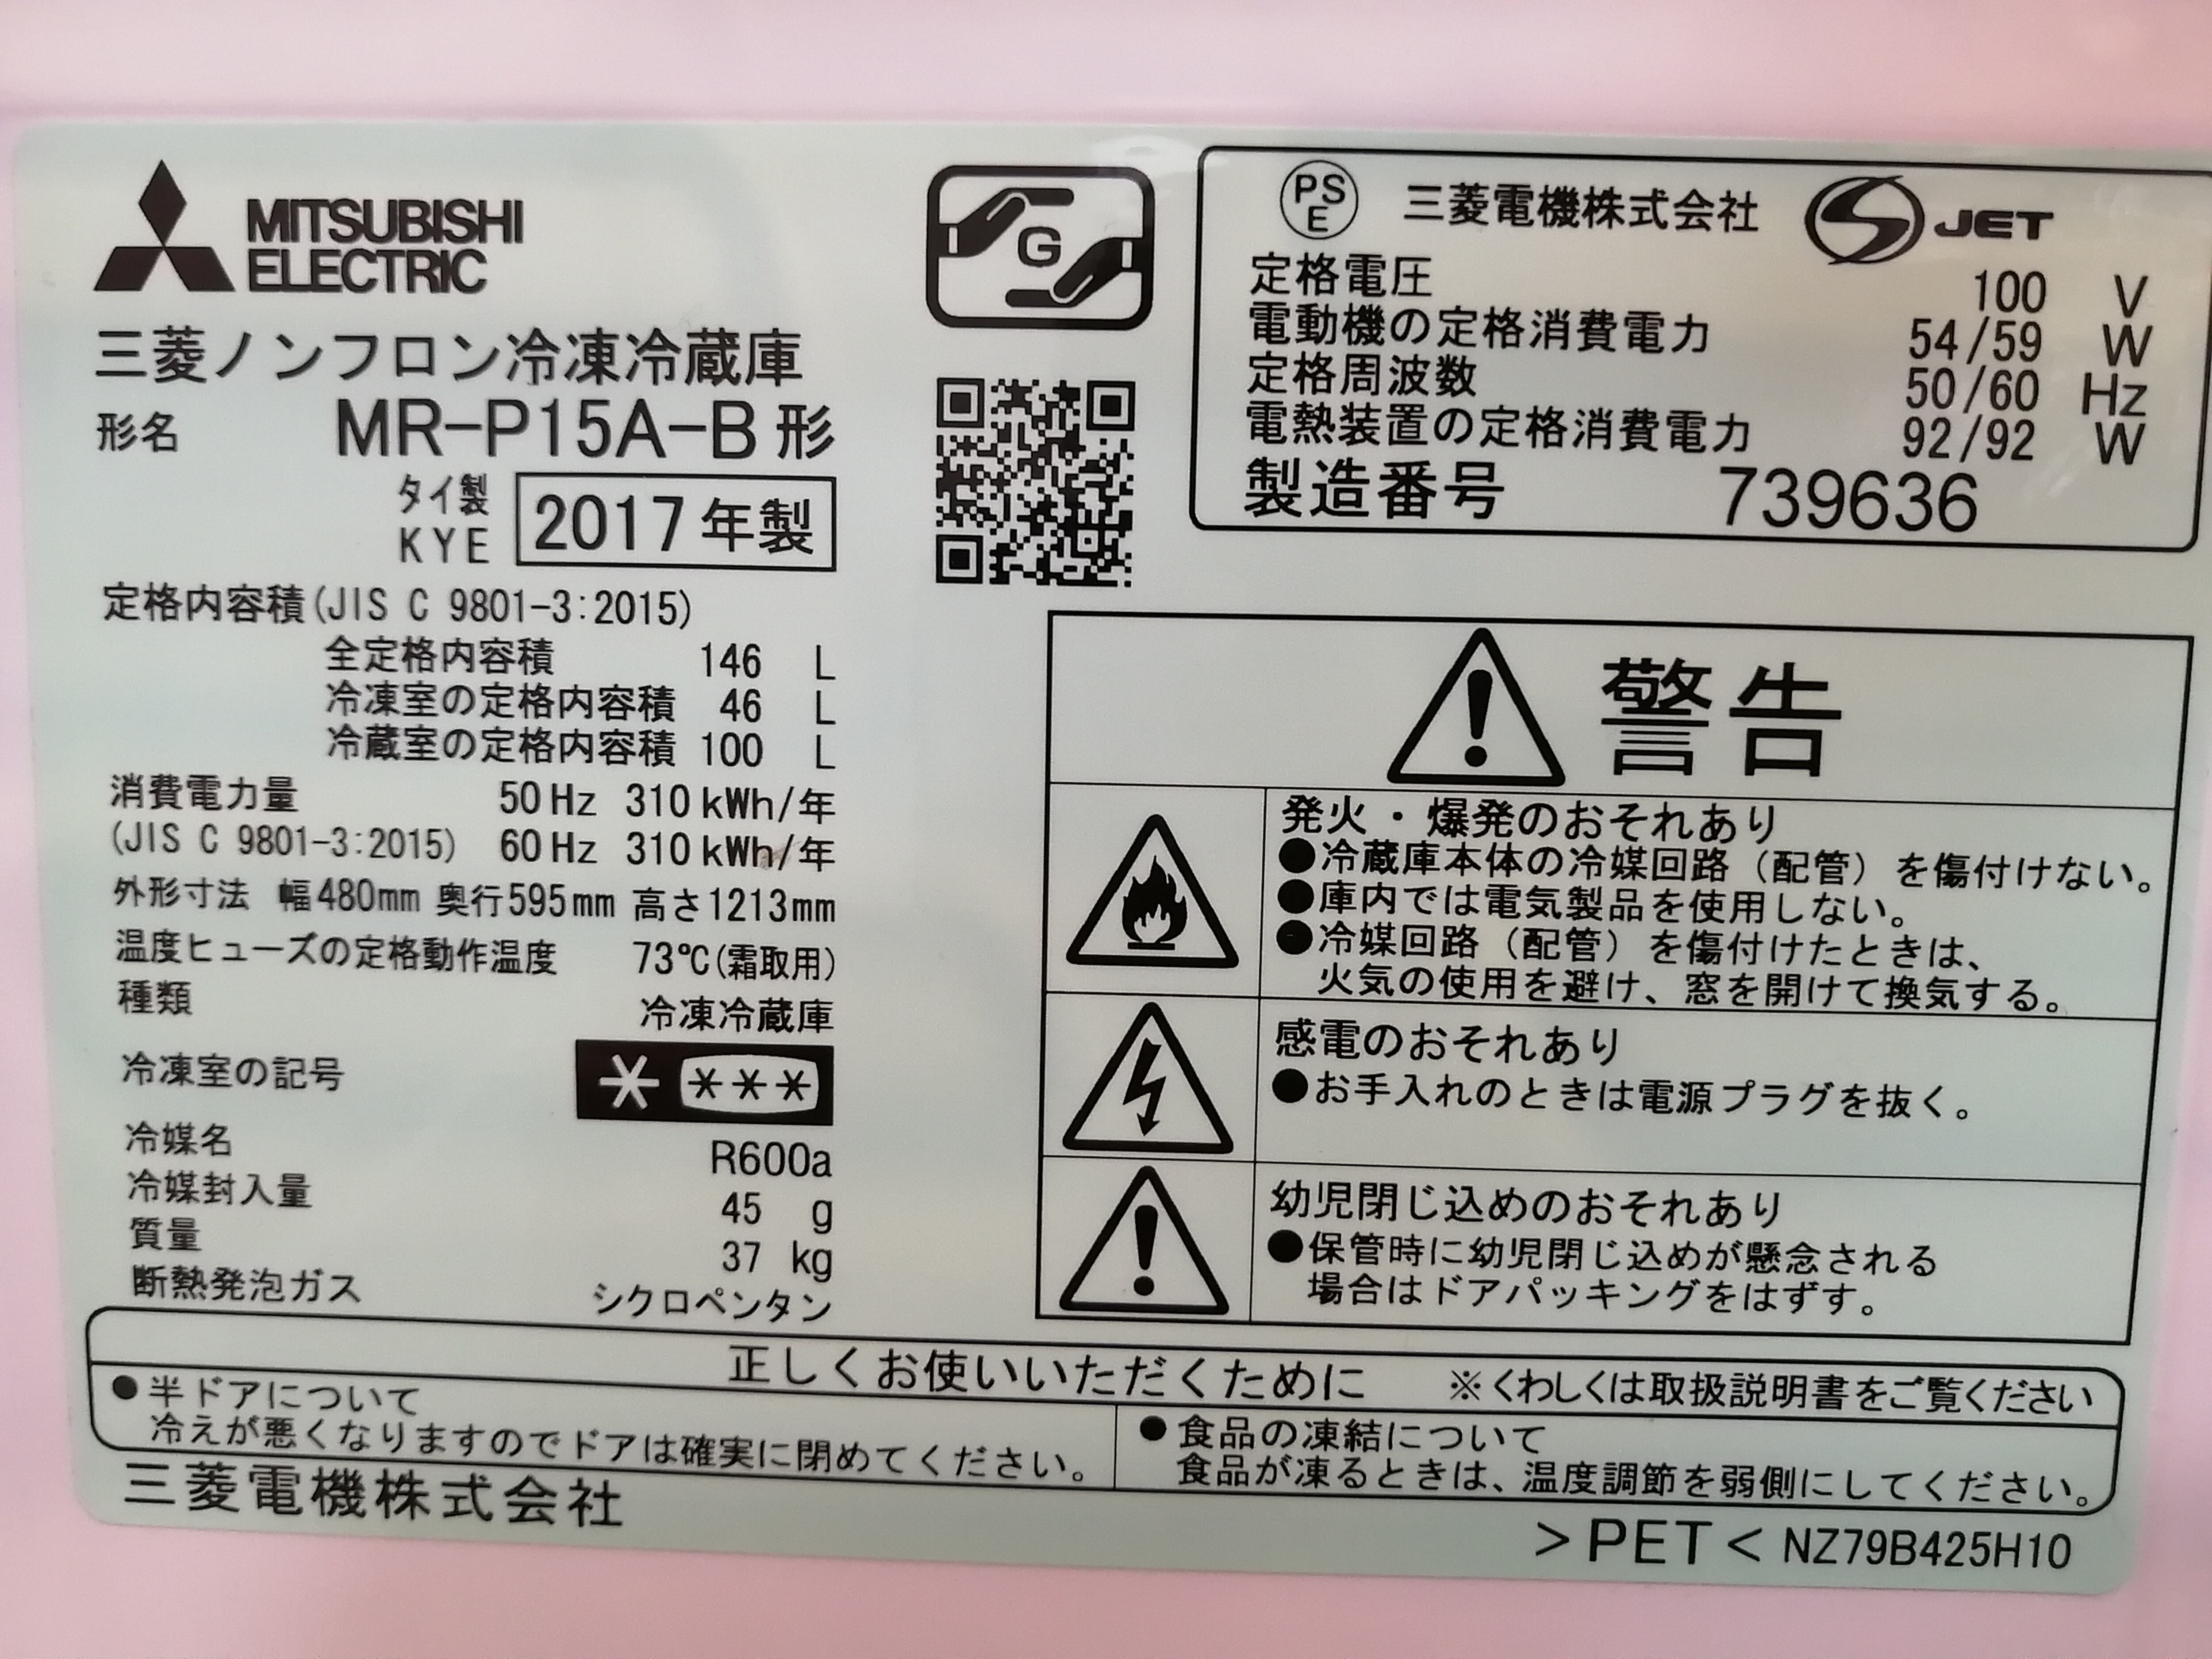 MITSUBISHI
ELECTRIC
三菱ノンフロン冷凍冷蔵庫
形名 MR-P15A-B 形
タイ製
KYE
2017 年製
定格内容積(JIS C 9801-3:2015)
全定格内容積 146 L
冷凍室の定格内容積 46 L
冷蔵室の定格内容積 100 L
消費電力量 50 Hz 310 kWh/年
(JIS C 9801-3:2015) 60 Hz 310 kWh/年
外形寸法 幅480mm 奥行595mm 高さ1213mm
温度ヒューズの定格動作温度 73℃(霜取用)
種類 冷凍冷蔵庫
冷凍室の記号 * ***
冷媒名 R600a
冷媒封入量 45 g
質量 37 kg
断熱発泡ガス シクロペンタン
G
PS
E
三菱電機株式会社
S JET
定格電圧 100 V
電動機の定格消費電力 54/59 W
定格周波数 50/60 Hz
電熱装置の定格消費電力 92/92 W
製造番号 739636
警告
発火・爆発のおそれあり
●冷蔵庫本体の冷媒回路（配管）を傷付けない。
●庫内では電気製品を使用しない。
●冷媒回路（配管）を傷付けたときは、
火気の使用を避け、窓を開けて換気する。
感電のおそれあり
●お手入れのときは電源プラグを抜く。
幼児閉じ込めのおそれあり
●保管時に幼児閉じ込めが懸念される
場合はドアパッキングをはずす。
正しくお使いいただくために ※くわしくは取扱説明書をご覧ください
●半ドアについて
冷えが悪くなりますのでドアは確実に閉めてください。
●食品の凍結について
食品が凍るときは、温度調節を弱側にしてください。
三菱電機株式会社
>PET< NZ79B425H10